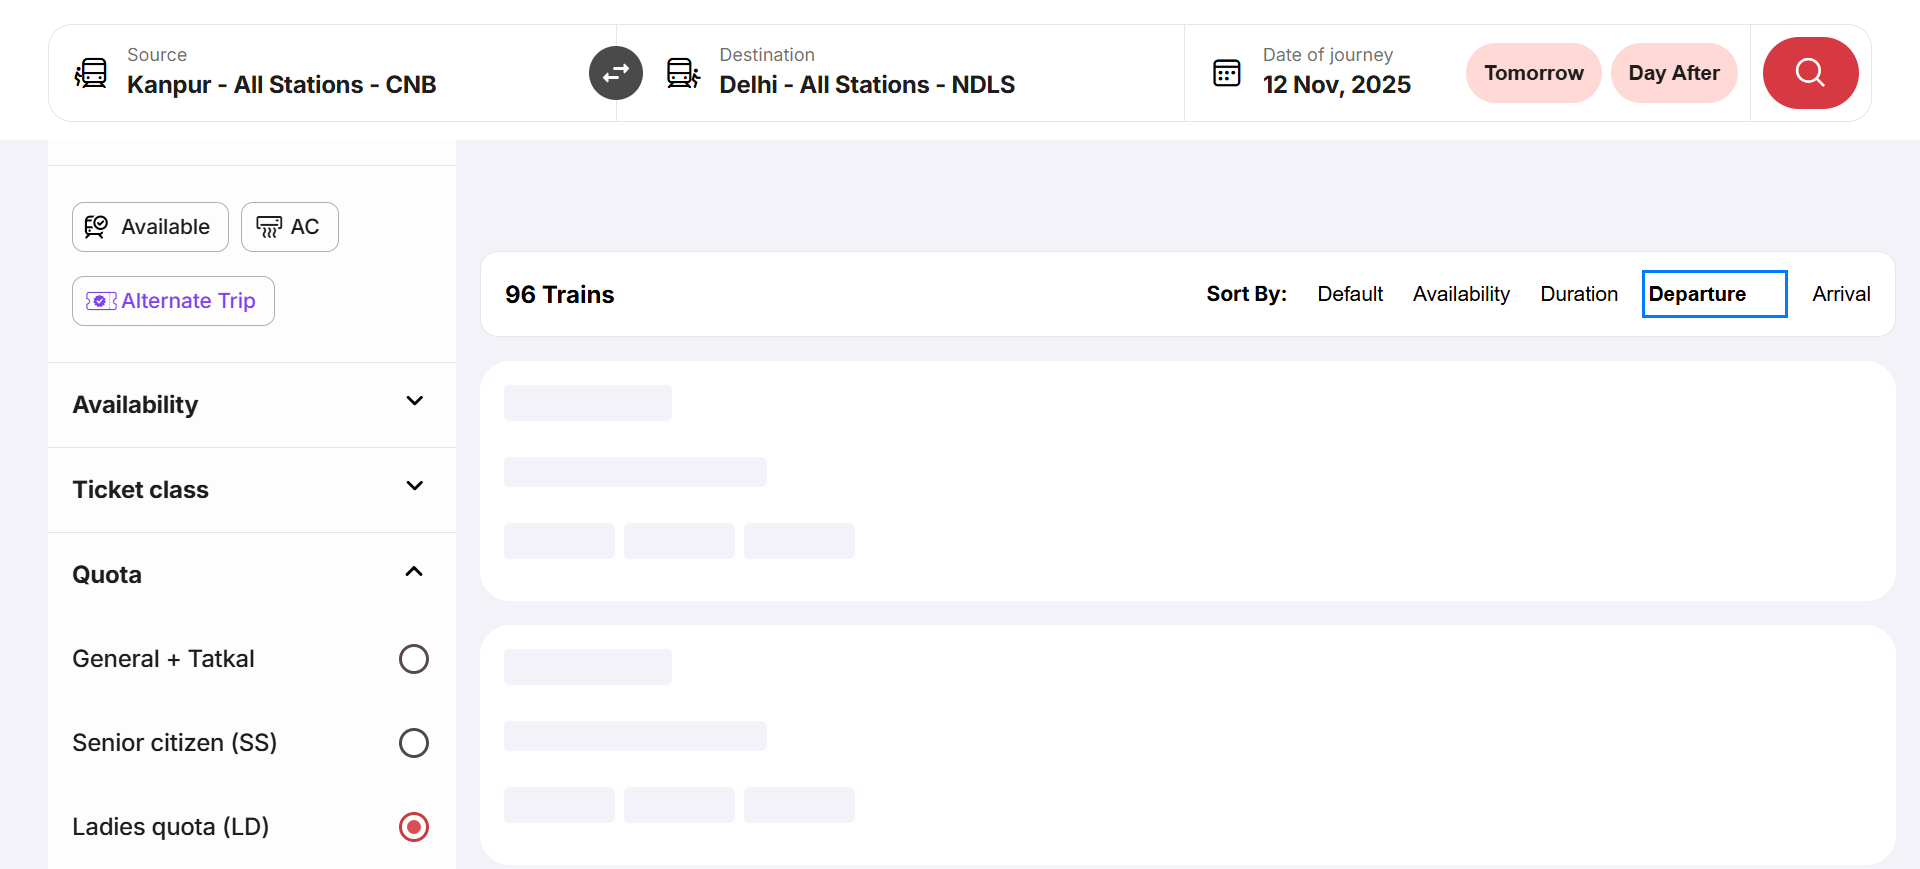 Source
Kanpur - All Stations - CNB
Destination
Delhi - All Stations - NDLS
Date of journey
12 Nov, 2025
Tomorrow
Day After
Available
AC
Alternate Trip
96 Trains
Sort By:
Default
Availability
Duration
Departure
Arrival
Availability
Ticket class
Quota
General + Tatkal
Senior citizen (SS)
Ladies quota (LD)